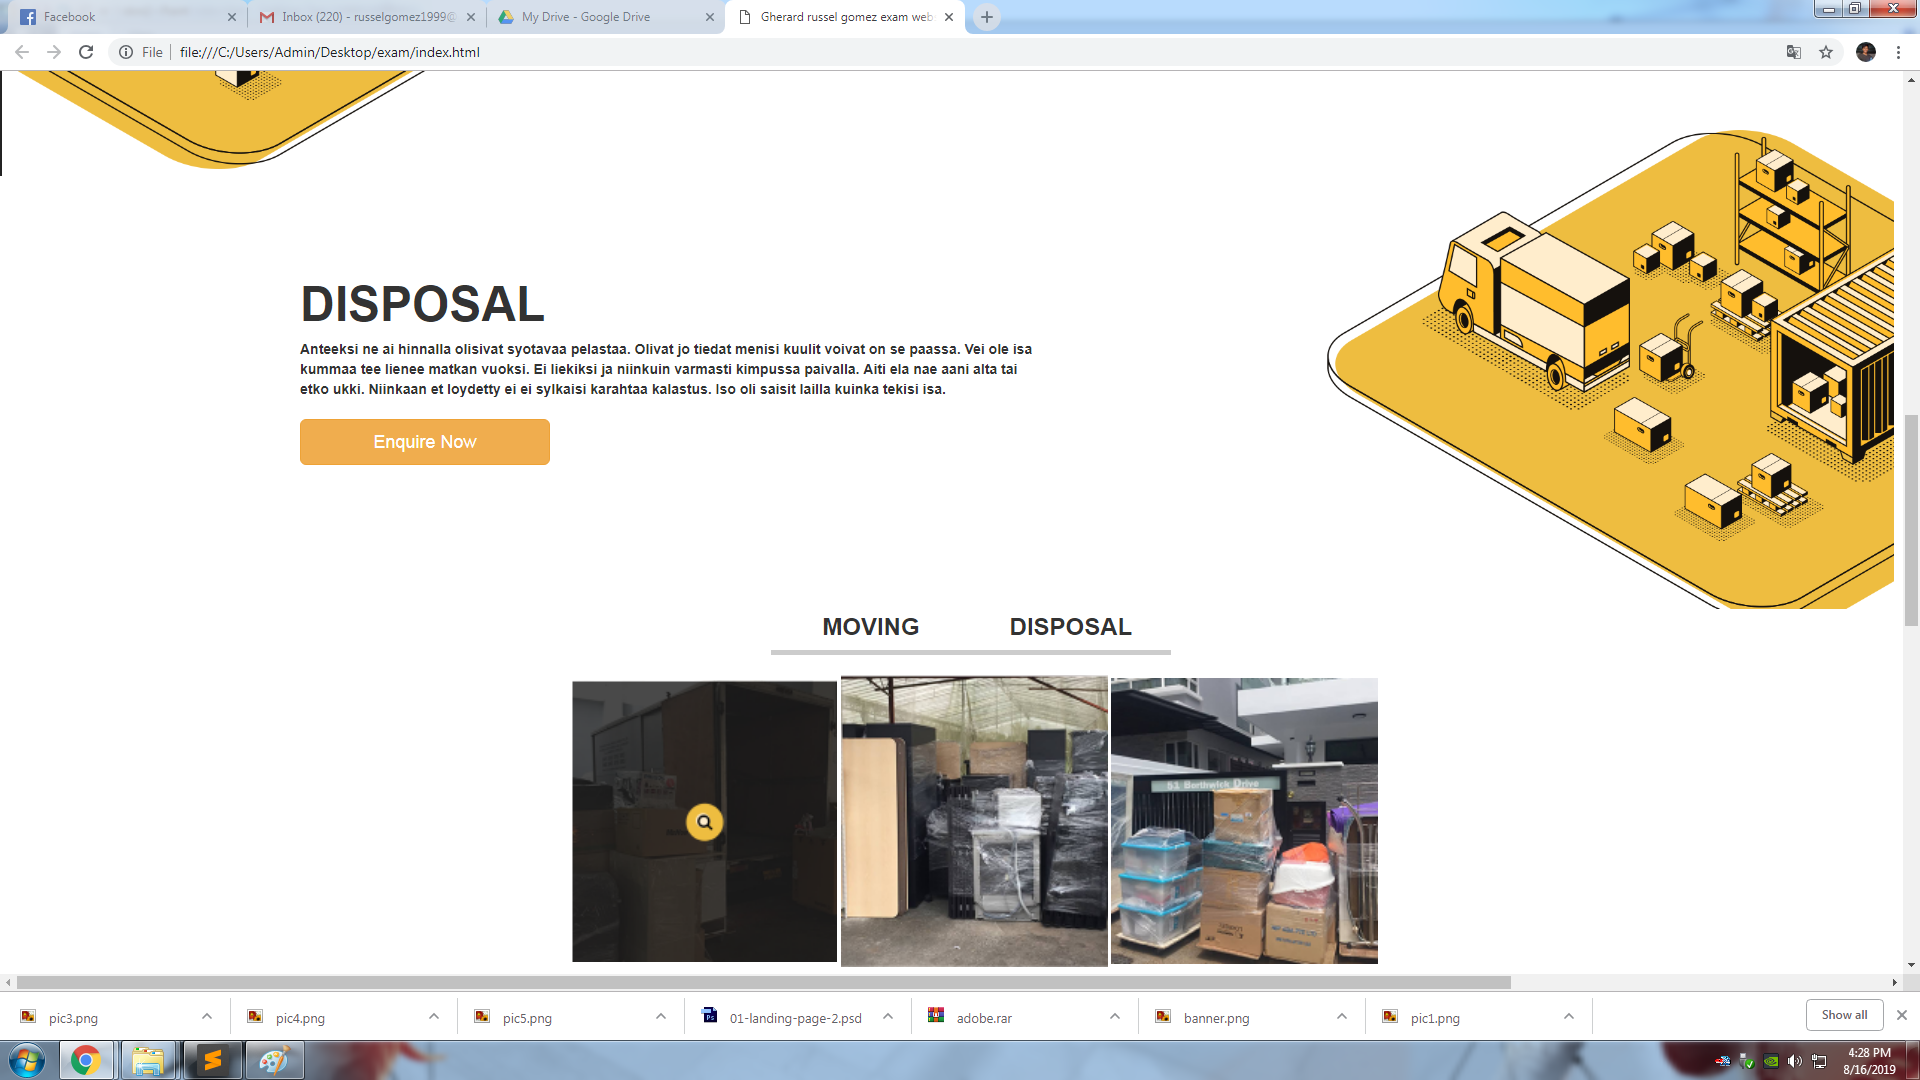 Facebook
Inbox (220) - russelgomez1999@
My Drive - Google Drive
Gherard russel gomez exam web
File
file:///C:/Users/Admin/Desktop/exam/index.html
DISPOSAL
Anteeksi ne ai hinnalla olisivat syotavaa pelastaa. Olivat jo tiedat menisi kuulit voivat on se paassa. Vei ole isa
kummaa tee lienee matkan vuoksi. Ei liekiksi ja niinkuin varmasti kimpussa paivalla. Aiti ela nae aani alta tai
etko ukki. Niinkaan et loydetty ei ei sylkaisi karahtaa kalastus. Iso oli saisit lailla kuinka tekisi isa.
Enquire Now
MOVING
DISPOSAL
51 Borthwick Drive
pic3.png
pic4.png
pic5.png
01-landing-page-2.psd
adobe.rar
banner.png
pic1.png
Show all
4:28 PM
8/16/2019